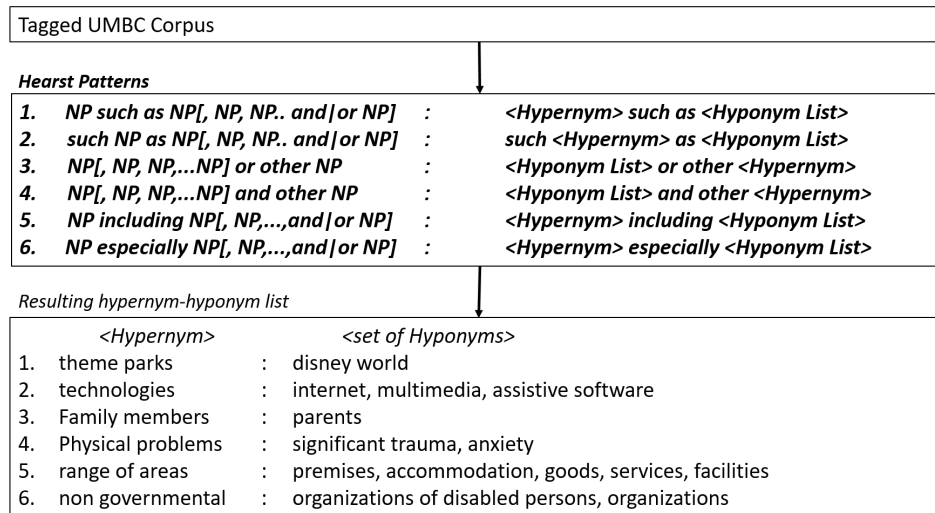 Tagged UMBC Corpus
Hearst Patterns
1. NP such as NP[, NP, NP.. and|or NP] : <Hypernym> such as <Hyponym List>
2. such NP as NP[, NP, NP.. and|or NP] : such <Hypernym> as <Hyponym List>
3. NP[, NP, NP,...NP] or other NP : <Hyponym List> or other <Hypernym>
4. NP[, NP, NP,...NP] and other NP : <Hyponym List> and other <Hypernym>
5. NP including NP[, NP,...,and|or NP] : <Hypernym> including <Hyponym List>
6. NP especially NP[, NP,...,and|or NP] : <Hypernym> especially <Hyponym List>
Resulting hypernym-hyponym list
<Hypernym> <set of Hyponyms>
1. theme parks : disney world
2. technologies : internet, multimedia, assistive software
3. Family members : parents
4. Physical problems : significant trauma, anxiety
5. range of areas : premises, accommodation, goods, services, facilities
6. non governmental : organizations of disabled persons, organizations